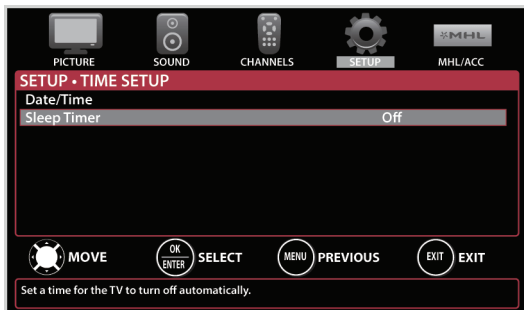 MHL
PICTURE SOUND CHANNELS SETUP MHL/ACC
SETUP • TIME SETUP
Date/Time
Sleep Timer Off
MOVE OK ENTER SELECT MENU PREVIOUS EXIT EXIT
Set a time for the TV to turn off automatically.